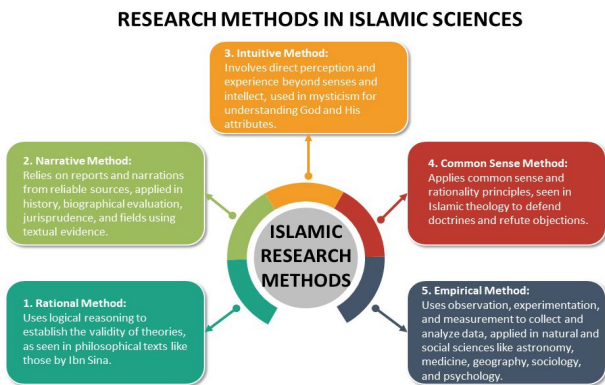 RESEARCH METHODS IN ISLAMIC SCIENCES
3. Intuitive Method:
Involves direct perception and
experience beyond senses and
intellect, used in mysticism for
understanding God and His
attributes.
2. Narrative Method:
Relies on reports and narrations
from reliable sources, applied in
history, biographical evaluation,
jurisprudence, and fields using
textual evidence.
4. Common Sense Method:
Applies common sense and
rationality principles, seen in
Islamic theology to defend
doctrines and refute objections.
ISLAMIC
RESEARCH
METHODS
1. Rational Method:
Uses logical reasoning to
establish the validity of theories,
as seen in philosophical texts like
those by Ibn Sina.
5. Empirical Method:
Uses observation, experimentation,
and measurement to collect and
analyze data, applied in natural and
social sciences like astronomy,
medicine, geography, sociology,
and psychology.